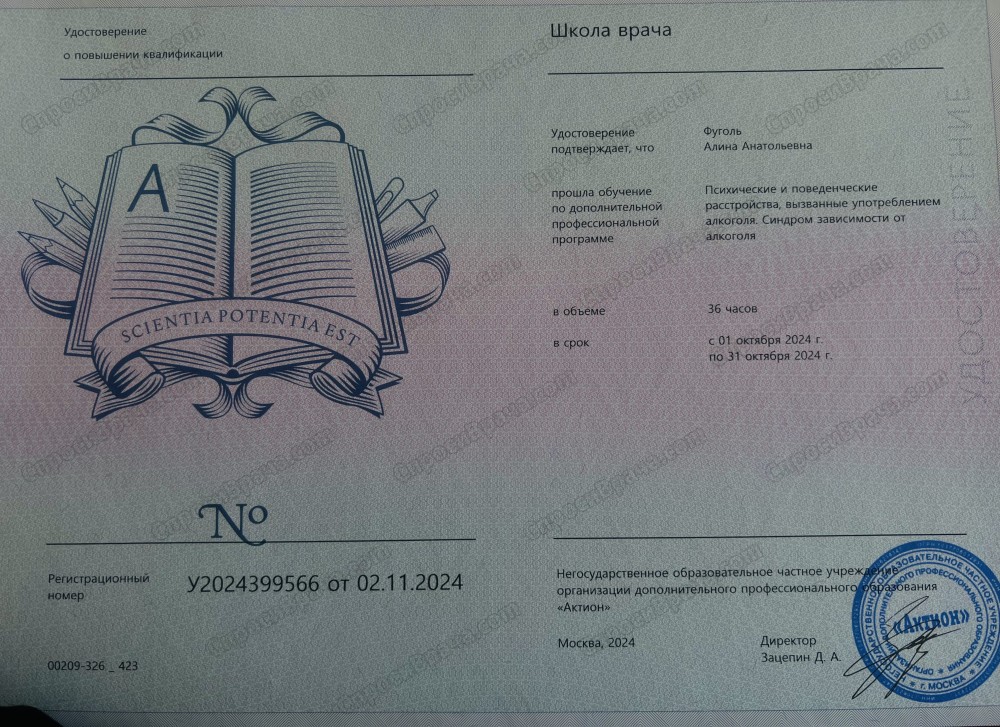 Удостоверение
о повышении квалификации
A
SCIENTIA POTENTIA EST
№
Регистрационный
номер
У2024399566 от 02.11.2024
00209-326 _ 423
Школа врача
Удостоверение
подтверждает, что
Фуголь
Алина Анатольевна
прошла обучение
по дополнительной
профессиональной
программе
Психические и поведенческие
расстройства, вызванные употреблением
алкоголя. Синдром зависимости от
алкоголя
в объеме
36 часов
в срок
с 01 октября 2024 г.
по 31 октября 2024 г.
Негосударственное образовательное частное учреждение
организации дополнительного профессионального образования
«Актион»
Москва, 2024
Директор
Зацепин Д. А.
«Актион»
г. МОСКВА
УДОСТОВЕРЕНИЕ
СпросиВрача.com